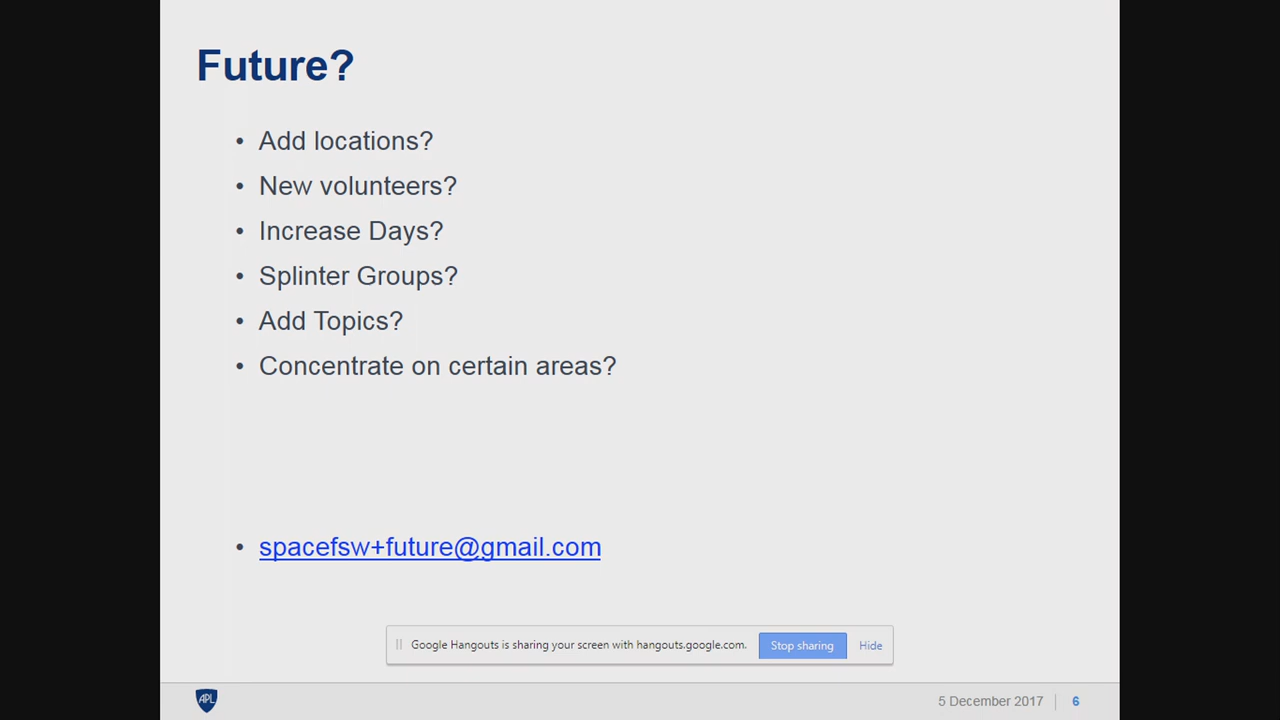 Future?
• Add locations?
• New volunteers?
• Increase Days?
• Splinter Groups?
• Add Topics?
• Concentrate on certain areas?
• spacefsw+future@gmail.com
Google Hangouts is sharing your screen with hangouts.google.com. Stop sharing Hide
APL 5 December 2017 6